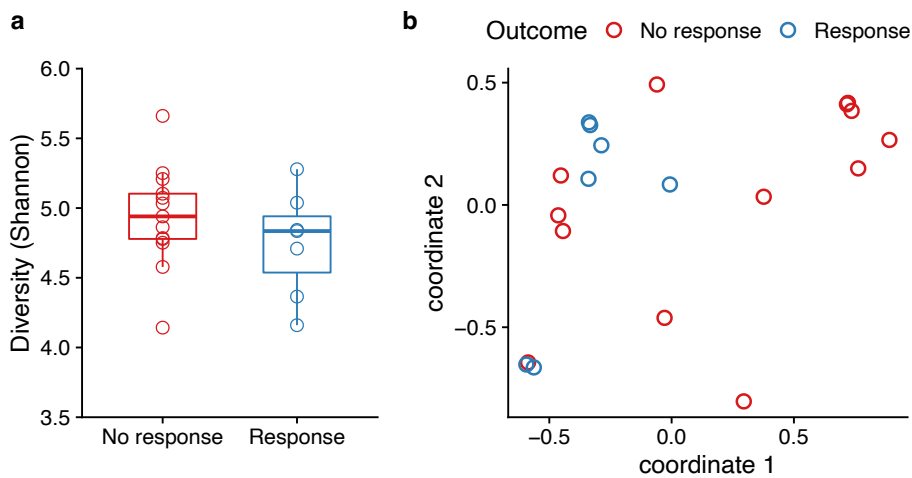 a
Diversity (Shannon)
6.0
5.5
5.0
4.5
4.0
3.5
No response
Response
b
Outcome No response Response
coordinate 2
0.5
0.0
−0.5
−0.5
0.0
0.5
coordinate 1